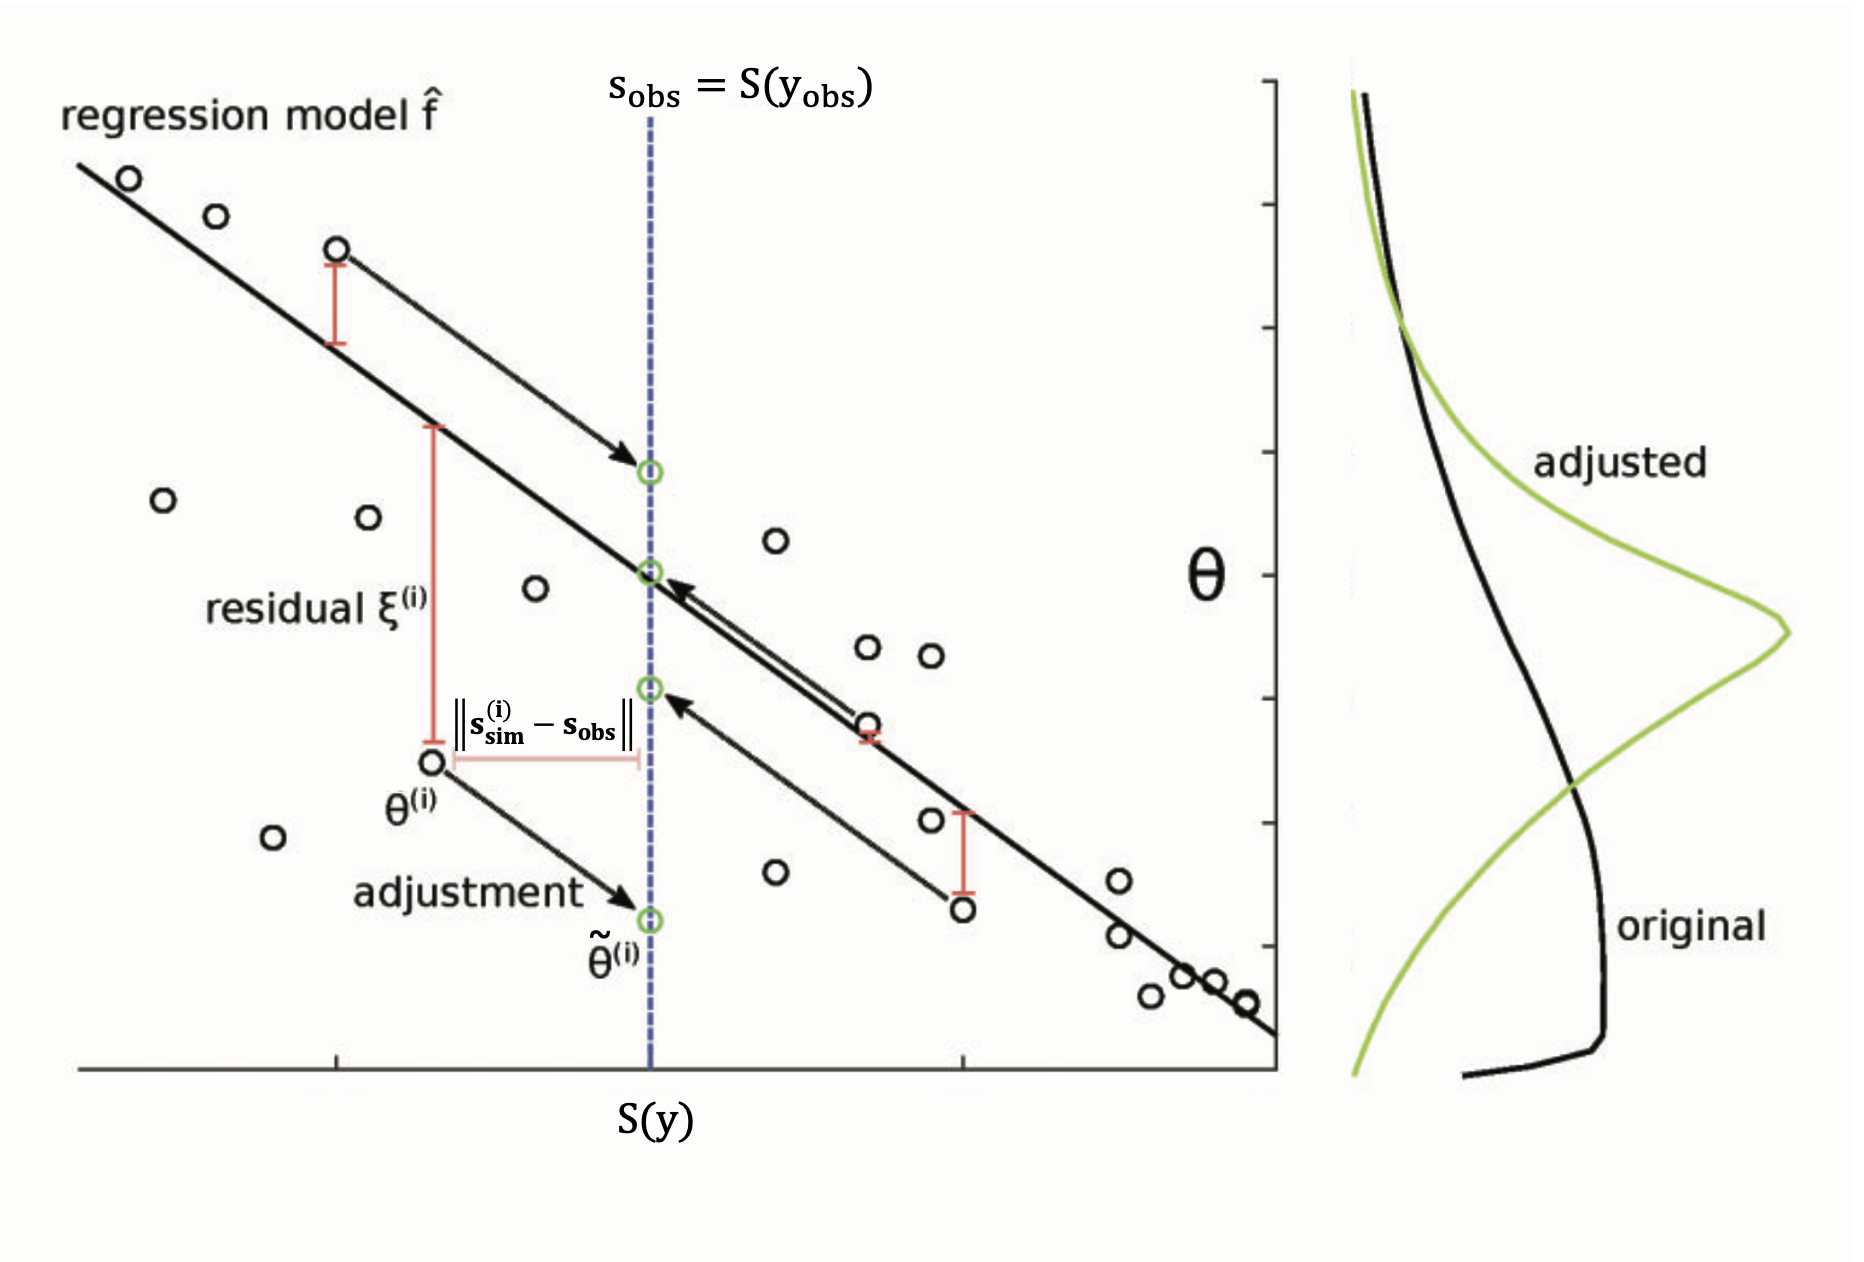 s_obs = S(y_obs)
regression model f̂
adjusted
θ
residual ξ⁽ⁱ⁾
‖s_sim⁽ⁱ⁾ − s_obs‖
θ⁽ⁱ⁾
adjustment
original
θ̃⁽ⁱ⁾
S(y)